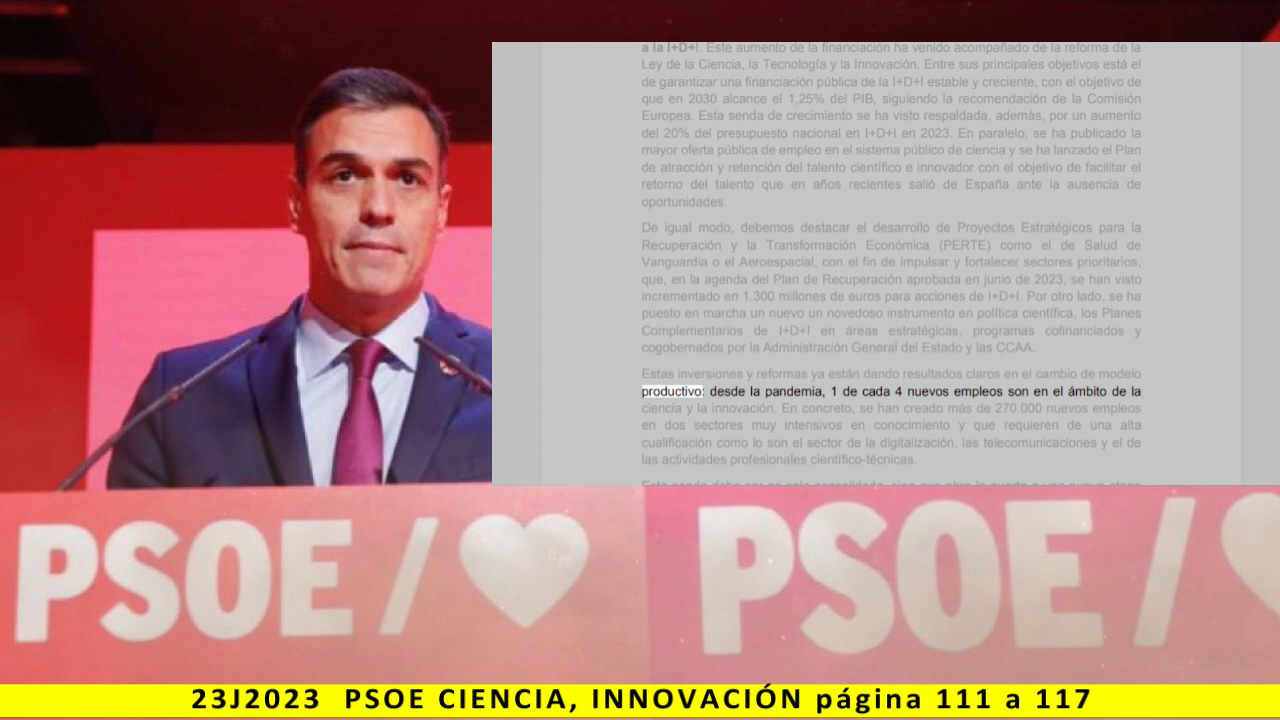 a la I+D+I. Este aumento de la financiación ha venido acompañado de la reforma de la
Ley de la Ciencia, la Tecnología y la Innovación. Entre sus principales objetivos está el
de garantizar una financiación pública de la I+D+I estable y creciente, con el objetivo de
que en 2030 alcance el 1,25% del PIB, siguiendo la recomendación de la Comisión
Europea. Esta senda de crecimiento se ha visto respaldada, además, por un aumento
del 20% del presupuesto nacional en I+D+I en 2023. En paralelo, se ha publicado la
mayor oferta pública de empleo en el sistema público de ciencia y se ha lanzado el Plan
de atracción y retención del talento científico e innovador con el objetivo de facilitar el
retorno del talento que en años recientes salió de España ante la ausencia de
oportunidades.
De igual modo, debemos destacar el desarrollo de Proyectos Estratégicos para la
Recuperación y la Transformación Económica (PERTE) como el de Salud de
Vanguardia o el Aeroespacial, con el fin de impulsar y fortalecer sectores prioritarios,
que, en la agenda del Plan de Recuperación aprobada en junio de 2023, se han visto
incrementado en 1.300 millones de euros para acciones de I+D+I. Por otro lado, se ha
puesto en marcha un nuevo un novedoso instrumento en política científica, los Planes
Complementarios de I+D+I en áreas estratégicas, programas cofinanciados y
cogobernados por la Administración General del Estado y las CCAA.
Estas inversiones y reformas ya están dando resultados claros en el cambio de modelo
productivo: desde la pandemia, 1 de cada 4 nuevos empleos son en el ámbito de la
ciencia y la innovación. En concreto, se han creado más de 270.000 nuevos empleos
en dos sectores muy intensivos en conocimiento y que requieren de una alta
cualificación como lo son el sector de la digitalización, las telecomunicaciones y el de
las actividades profesionales científico-técnicas.
PSOE / PSOE /
23J2023 PSOE CIENCIA, INNOVACIÓN página 111 a 117